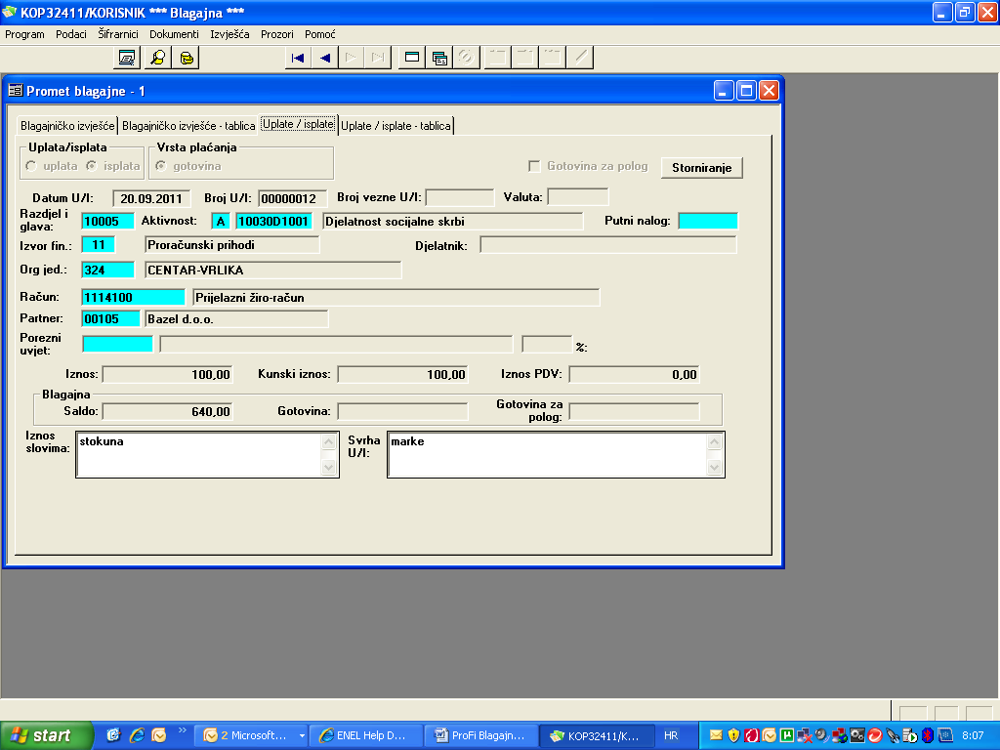 KOP32411/KORISNIK *** Blagajna ***
Program Podaci Šifrarnici Dokumenti Izvješća Prozori Pomoć
Promet blagajne - 1
Blagajničko izvješće Blagajničko izvješće - tablica Uplate / isplate Uplate / isplate - tablica
Uplata/isplata Vrsta plaćanja
uplata isplata gotovina Gotovina za polog Storniranje
Datum U/I: 20.09.2011 Broj U/I: 00000012 Broj vezne U/I: Valuta:
Razdjel i glava: 10005 Aktivnost: A 10030D1001 Djelatnost socijalne skrbi Putni nalog:
Izvor fin.: 11 Proračunski prihodi Djelatnik:
Org jed.: 324 CENTAR-VRLIKA
Račun: 1114100 Prijelazni žiro-račun
Partner: 00105 Bazel d.o.o.
Porezni uvjet: %:
Iznos: 100,00 Kunski iznos: 100,00 Iznos PDV: 0,00
Blagajna
Saldo: 640,00 Gotovina: Gotovina za polog:
Iznos slovima: stokuna Svrha U/I: marke
start 2 Microsoft... ENEL Help D... ProFi Blagajn... KOP32411/K... HR 8:07